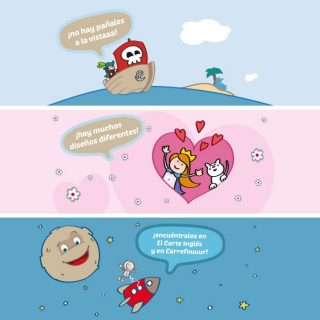 ¡no hay pañales
a la vistaaa!
¡hay muchos
diseños diferentes!
¡encuéntralos en
El Corte Inglés
y en Carrefouuur!